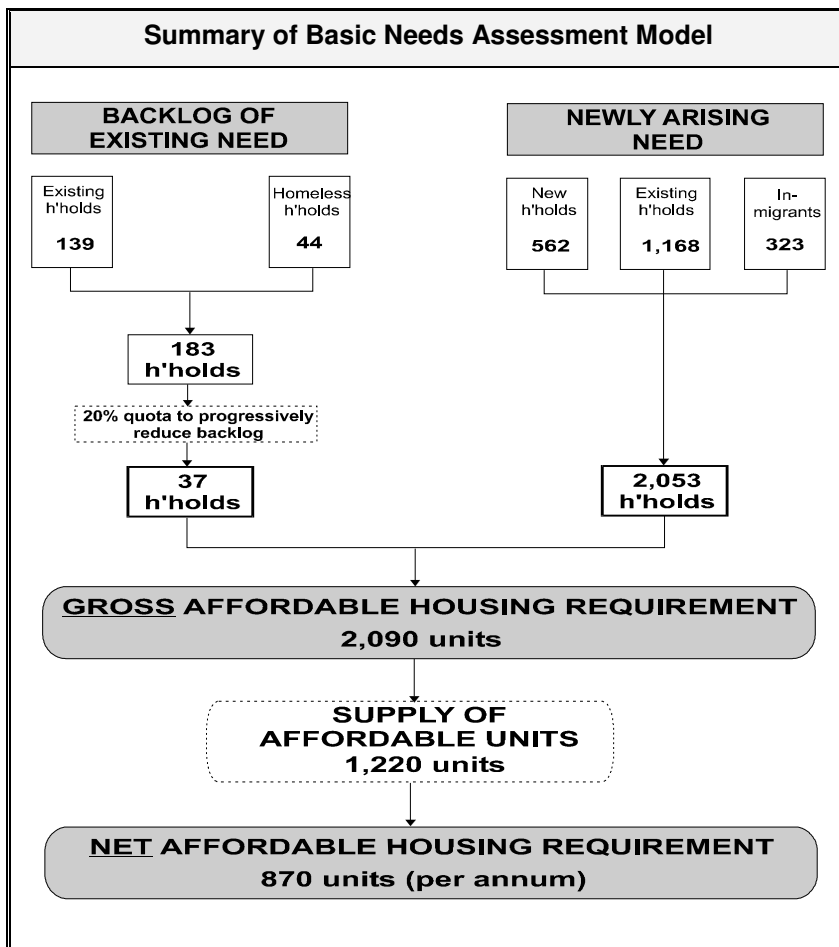 Summary of Basic Needs Assessment Model
BACKLOG OF
EXISTING NEED
NEWLY ARISING
NEED
Existing
h'holds
139
Homeless
h'holds
44
New
h'holds
562
Existing
h'holds
1,168
In-
migrants
323
183
h'holds
20% quota to progressively
reduce backlog
37
h'holds
2,053
h'holds
GROSS AFFORDABLE HOUSING REQUIREMENT
2,090 units
SUPPLY OF
AFFORDABLE UNITS
1,220 units
NET AFFORDABLE HOUSING REQUIREMENT
870 units (per annum)